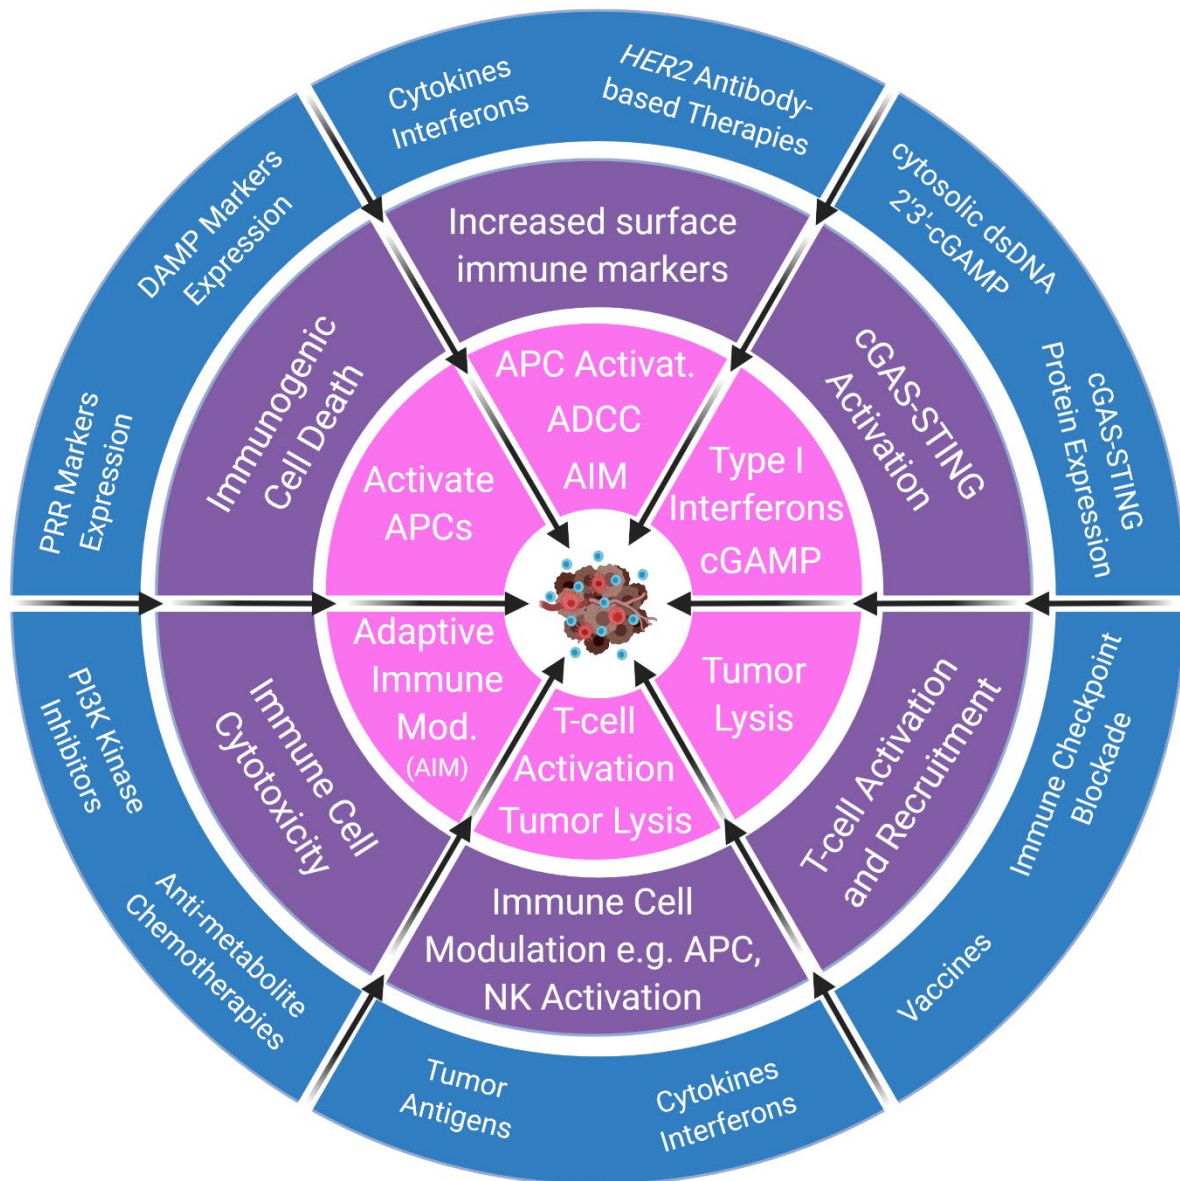 Cytokines
Interferons
HER2 Antibody-
based Therapies
cytosolic dsDNA
2'3'-cGAMP
cGAS-STING
Protein Expression
Immune Checkpoint
Blockade
Vaccines
Cytokines
Interferons
Tumor
Antigens
Anti-metabolite
Chemotherapies
PI3K Kinase
Inhibitors
PRR Markers
Expression
DAMP Markers
Expression
Increased surface
immune markers
cGAS-STING
Activation
T-cell Activation
and Recruitment
Immune Cell
Modulation e.g. APC,
NK Activation
Immune Cell
Cytotoxicity
Immunogenic
Cell Death
APC Activat.
ADCC
AIM
Type I
Interferons
cGAMP
Tumor
Lysis
T-cell
Activation
Tumor Lysis
Adaptive
Immune
Mod.
(AIM)
Activate
APCs